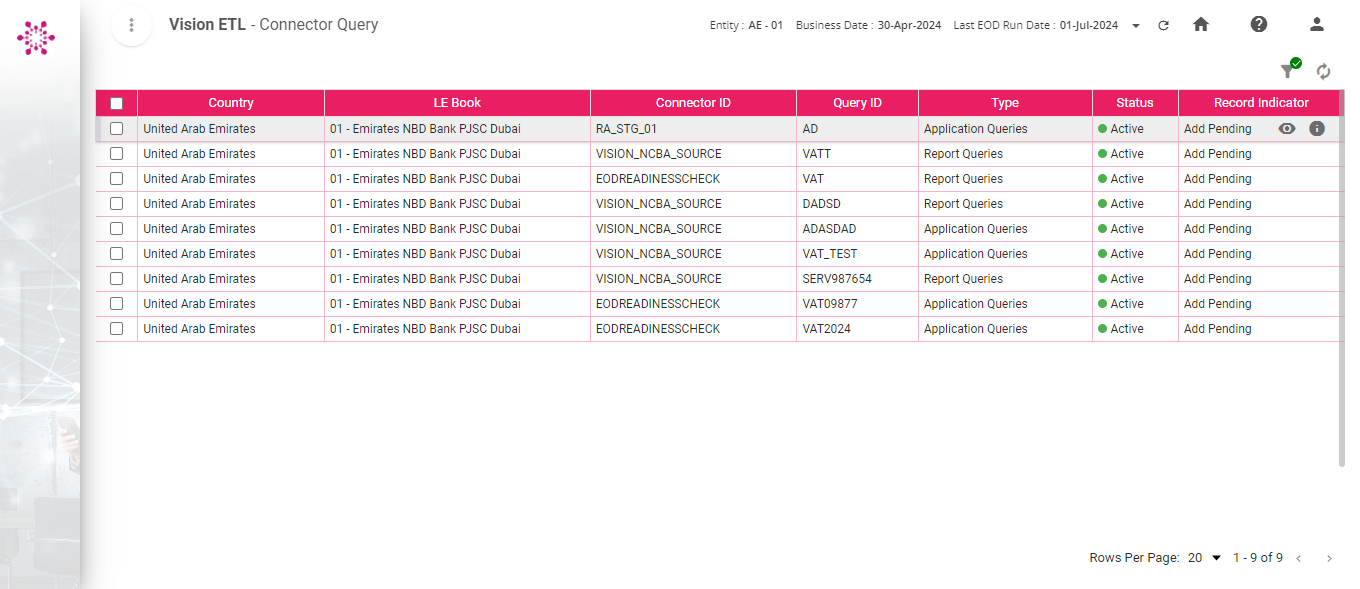 Vision ETL - Connector Query
Entity : AE - 01 Business Date : 30-Apr-2024 Last EOD Run Date : 01-Jul-2024
Country LE Book Connector ID Query ID Type Status Record Indicator
United Arab Emirates 01 - Emirates NBD Bank PJSC Dubai RA_STG_01 AD Application Queries Active Add Pending
United Arab Emirates 01 - Emirates NBD Bank PJSC Dubai VISION_NCBA_SOURCE VATT Report Queries Active Add Pending
United Arab Emirates 01 - Emirates NBD Bank PJSC Dubai EODREADINESSCHECK VAT Report Queries Active Add Pending
United Arab Emirates 01 - Emirates NBD Bank PJSC Dubai VISION_NCBA_SOURCE DADSD Report Queries Active Add Pending
United Arab Emirates 01 - Emirates NBD Bank PJSC Dubai VISION_NCBA_SOURCE ADASDAD Application Queries Active Add Pending
United Arab Emirates 01 - Emirates NBD Bank PJSC Dubai VISION_NCBA_SOURCE VAT_TEST Application Queries Active Add Pending
United Arab Emirates 01 - Emirates NBD Bank PJSC Dubai VISION_NCBA_SOURCE SERV987654 Report Queries Active Add Pending
United Arab Emirates 01 - Emirates NBD Bank PJSC Dubai EODREADINESSCHECK VAT09877 Application Queries Active Add Pending
United Arab Emirates 01 - Emirates NBD Bank PJSC Dubai EODREADINESSCHECK VAT2024 Application Queries Active Add Pending
Rows Per Page: 20 1 - 9 of 9